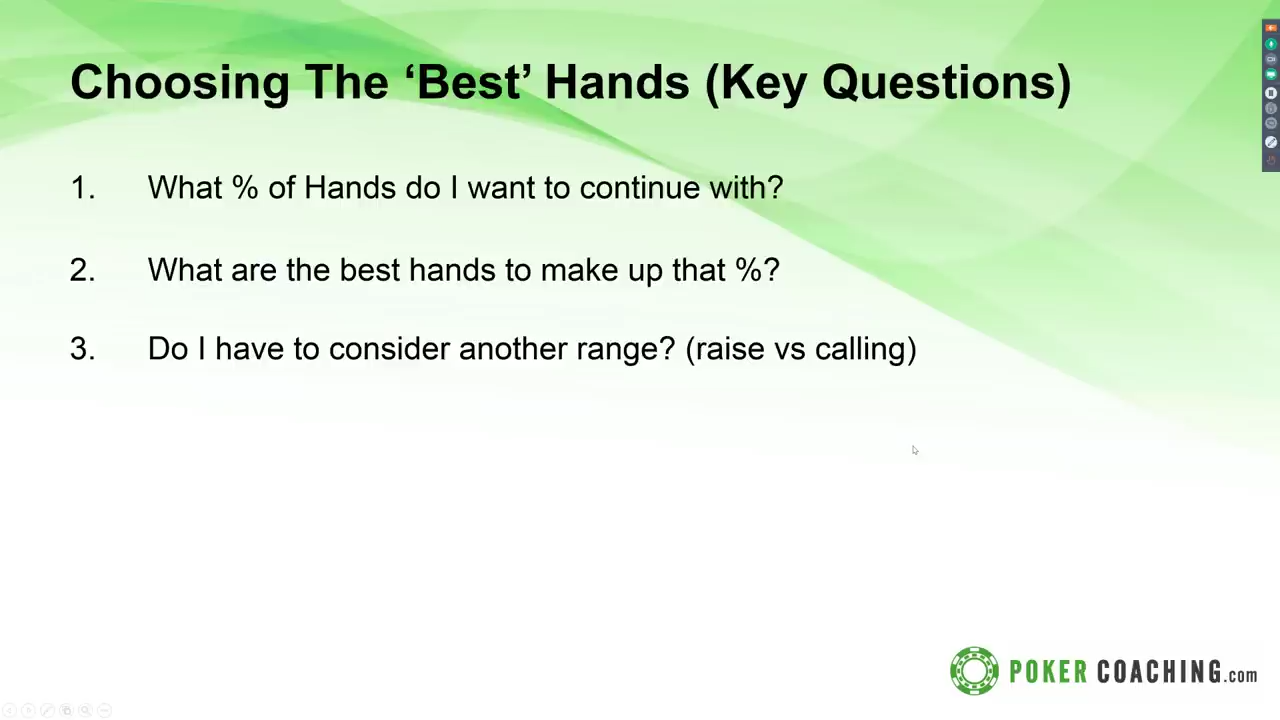 Choosing The ‘Best’ Hands (Key Questions)
1. What % of Hands do I want to continue with?
2. What are the best hands to make up that %?
3. Do I have to consider another range? (raise vs calling)
POKER COACHING.com